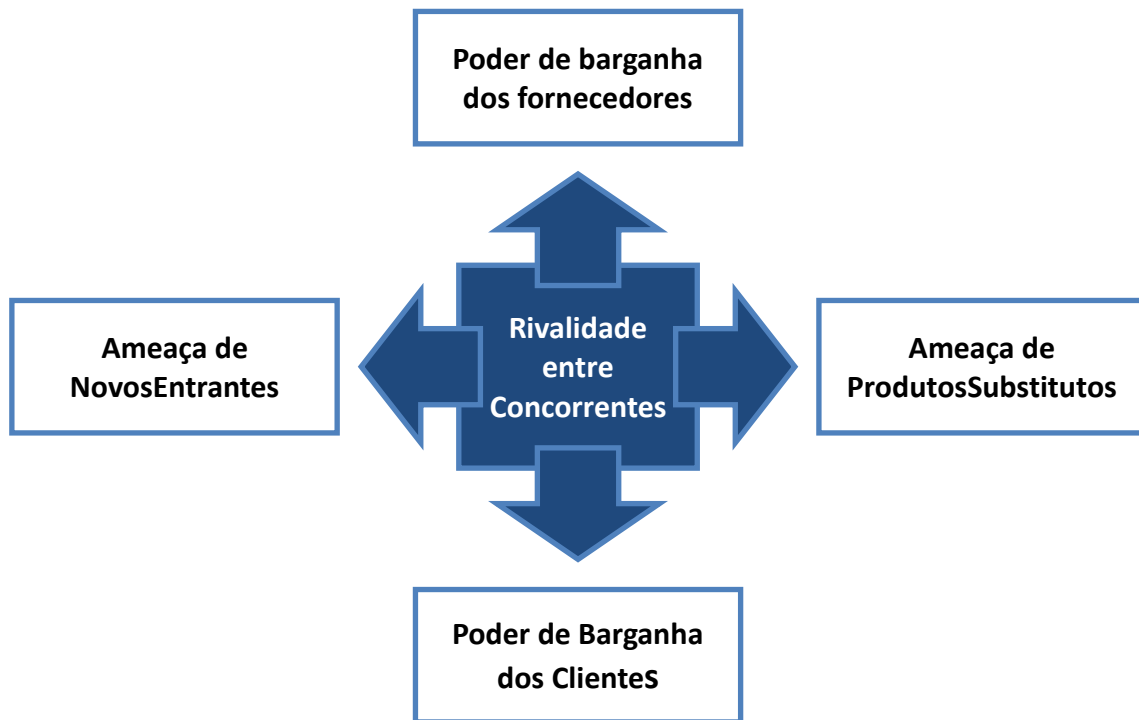 Poder de barganha
dos fornecedores
Ameaça de
NovosEntrantes
Rivalidade
entre
Concorrentes
Ameaça de
ProdutosSubstitutos
Poder de Barganha
dos Clientes